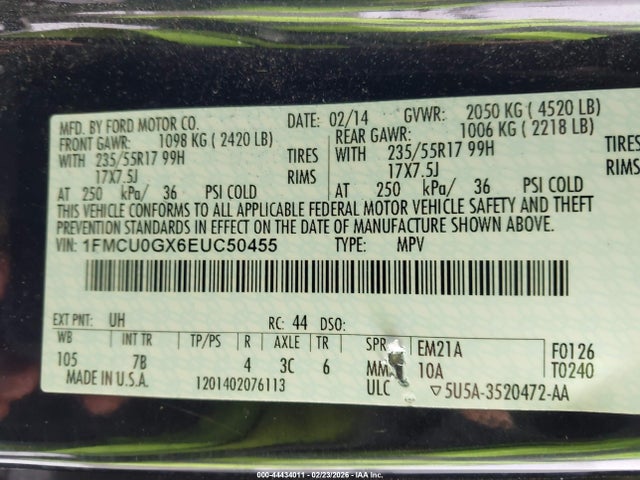 MFD. BY FORD MOTOR CO. DATE: 02/14 GVWR: 2050 KG ( 4520 LB)
FRONT GAWR: 1098 KG ( 2420 LB) REAR GAWR: 1006 KG ( 2218 LB)
WITH 235/55R17 99H TIRES WITH 235/55R17 99H TIRES
17X7.5J RIMS 17X7.5J RIMS
AT 250 kPa/ 36 PSI COLD AT 250 kPa/ 36 PSI COLD
THIS VEHICLE CONFORMS TO ALL APPLICABLE FEDERAL MOTOR VEHICLE SAFETY AND THEFT
PREVENTION STANDARDS IN EFFECT ON THE DATE OF MANUFACTURE SHOWN ABOVE.
VIN: 1FMCU0GX6EUC50455 TYPE: MPV
EXT PNT: UH RC: 44 DSO:
WB INT TR TP/PS R AXLE TR SPR EM21A F0126
105 7B 4 3C 6 MM 10A T0240
MADE IN U.S.A. 1201402076113 ULC ▽5U5A-3520472-AA
000-44434011 - 02/23/2026 - IAA Inc.